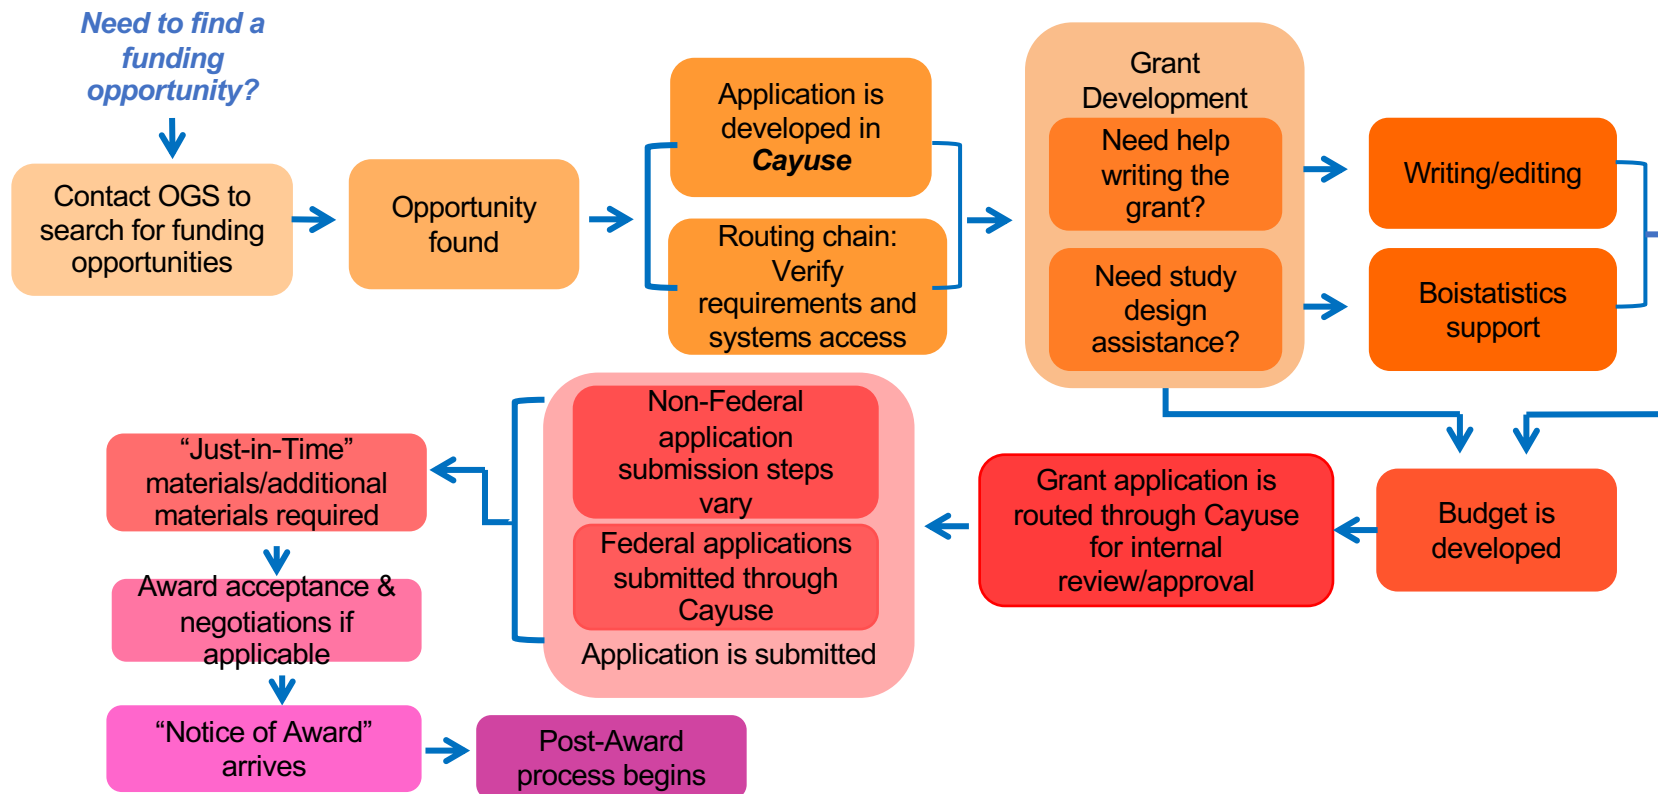 Need to find a
funding
opportunity?
Contact OGS to
search for funding
opportunities
Opportunity
found
Application is
developed in
Cayuse
Routing chain:
Verify
requirements and
systems access
Grant
Development
Need help
writing the
grant?
Need study
design
assistance?
Writing/editing
Boistatistics
support
Budget is
developed
Grant application is
routed through Cayuse
for internal
review/approval
Non-Federal
application
submission steps
vary
Federal applications
submitted through
Cayuse
Application is submitted
“Just-in-Time”
materials/additional
materials required
Award acceptance &
negotiations if
applicable
“Notice of Award”
arrives
Post-Award
process begins